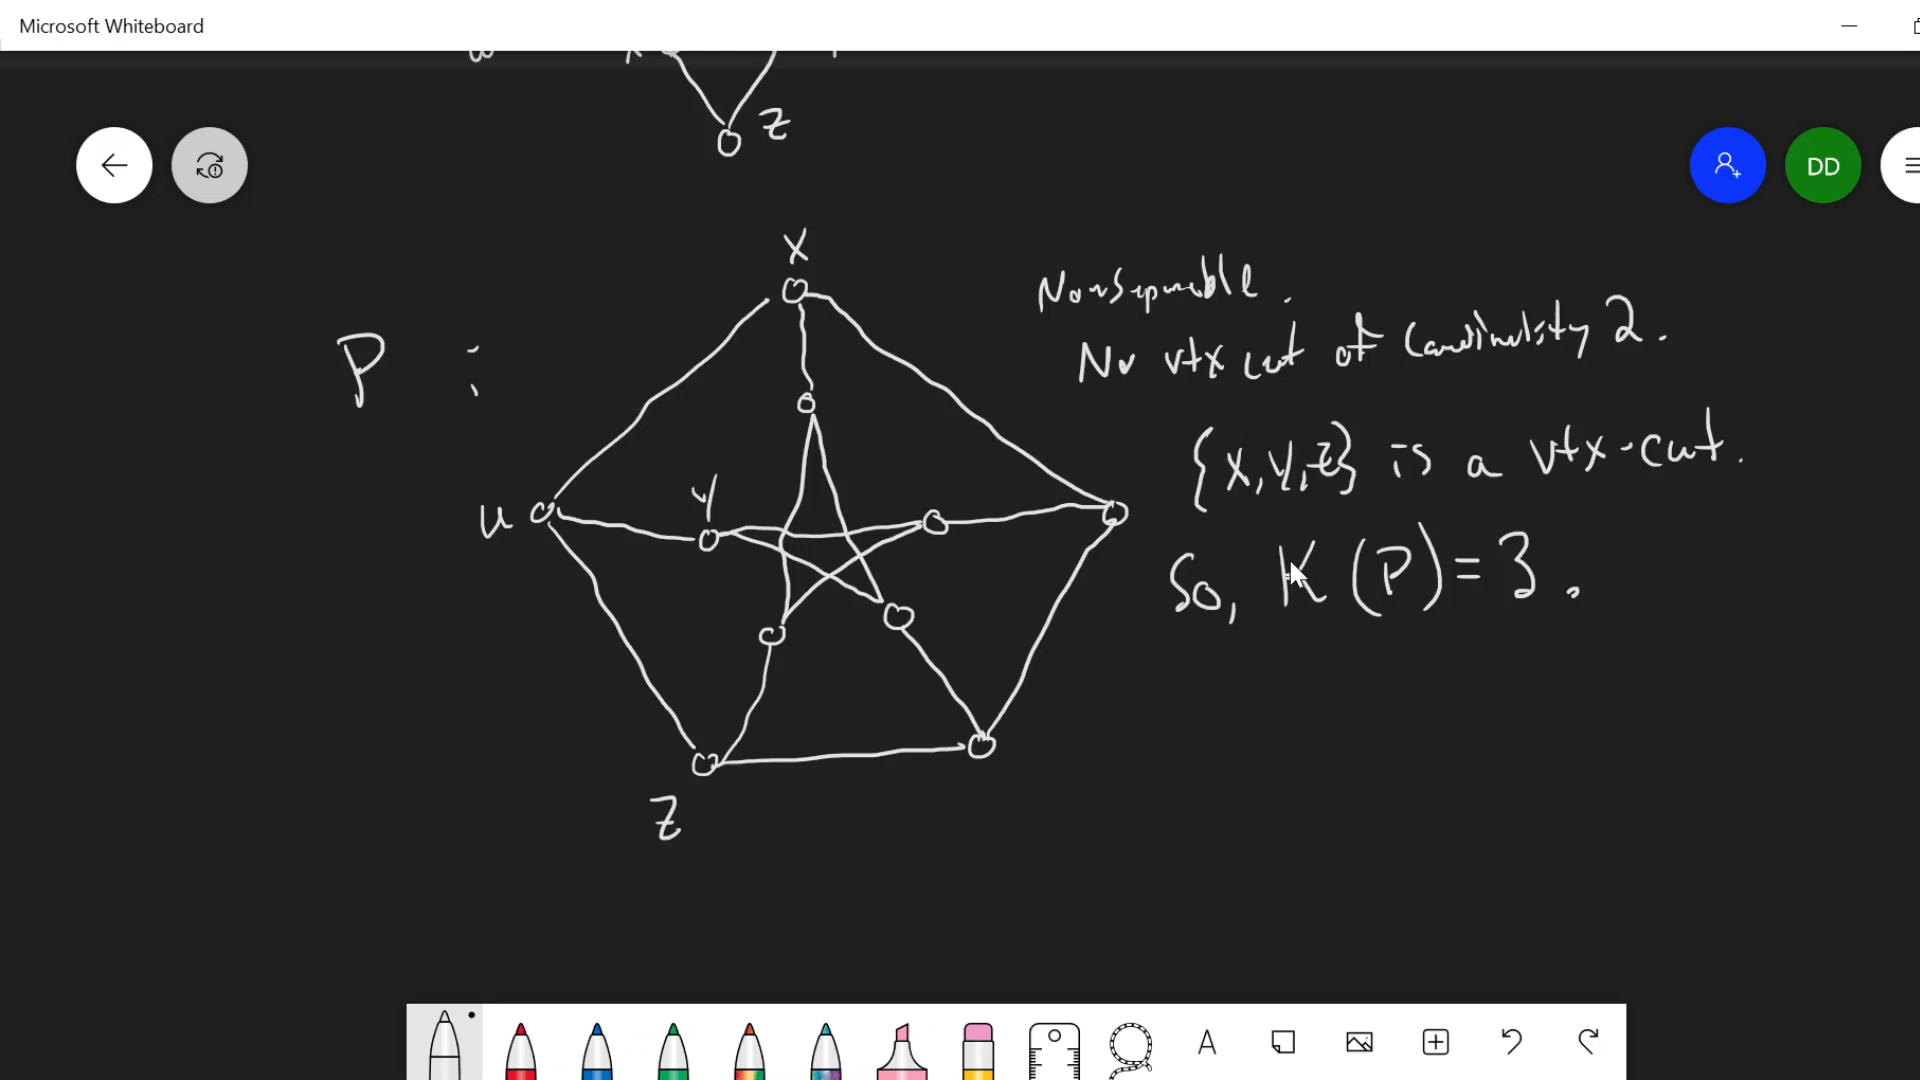 Microsoft Whiteboard
z
DD
x
Nonseparable.
P :
No vtx cut of Cardinality 2.
{x, y, z} is a vtx-cut.
y
u
So, K(P) = 3.
z
A